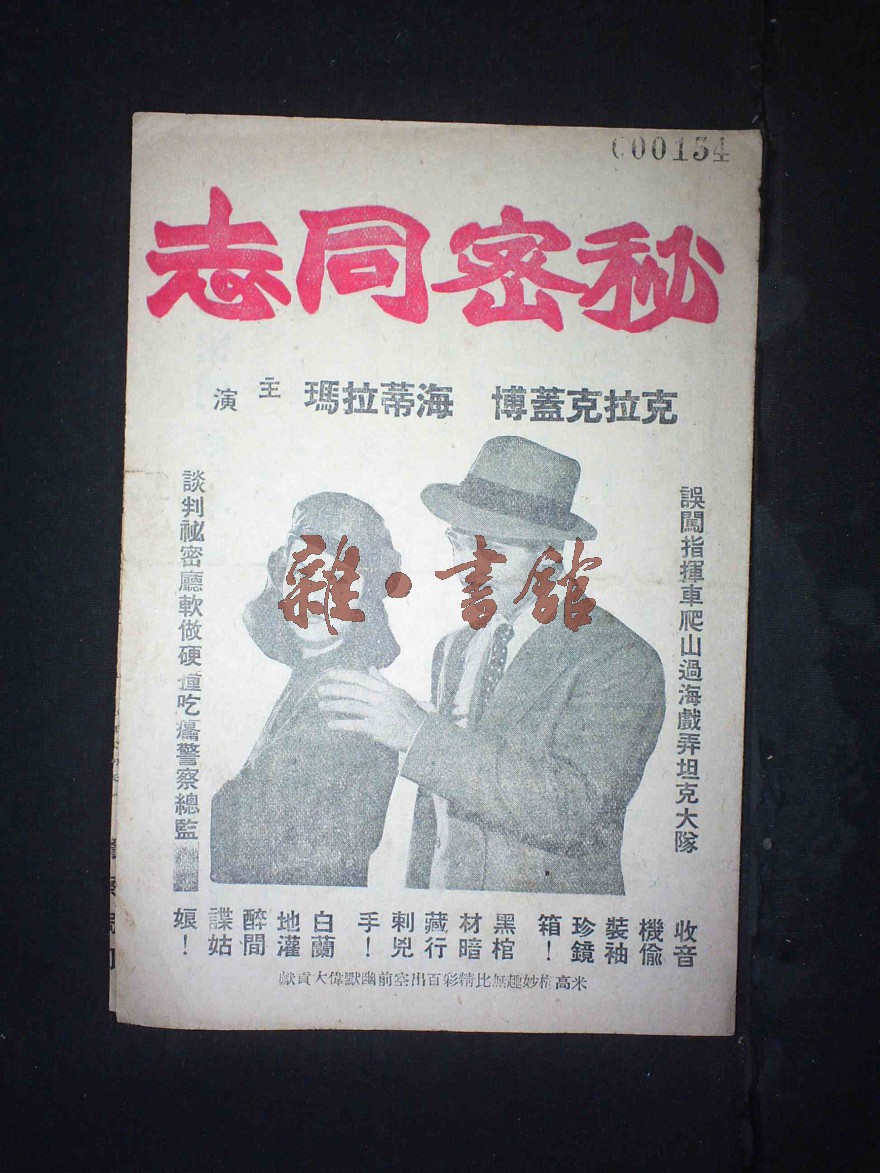 000154
秘密同志
克拉克蓋博 海蒂拉瑪 主演
誤闖指揮車爬山過海戲弄坦克大隊
談判祕密廳軟做硬撞吃癟警察總監
雜·書館
收音機偷裝袖珍鏡箱！
黑棺材暗藏行刺兇手！
白蘭地灌醉間諜姑娘！
米高梅妙趣無比精彩百出空前幽默偉大貢獻